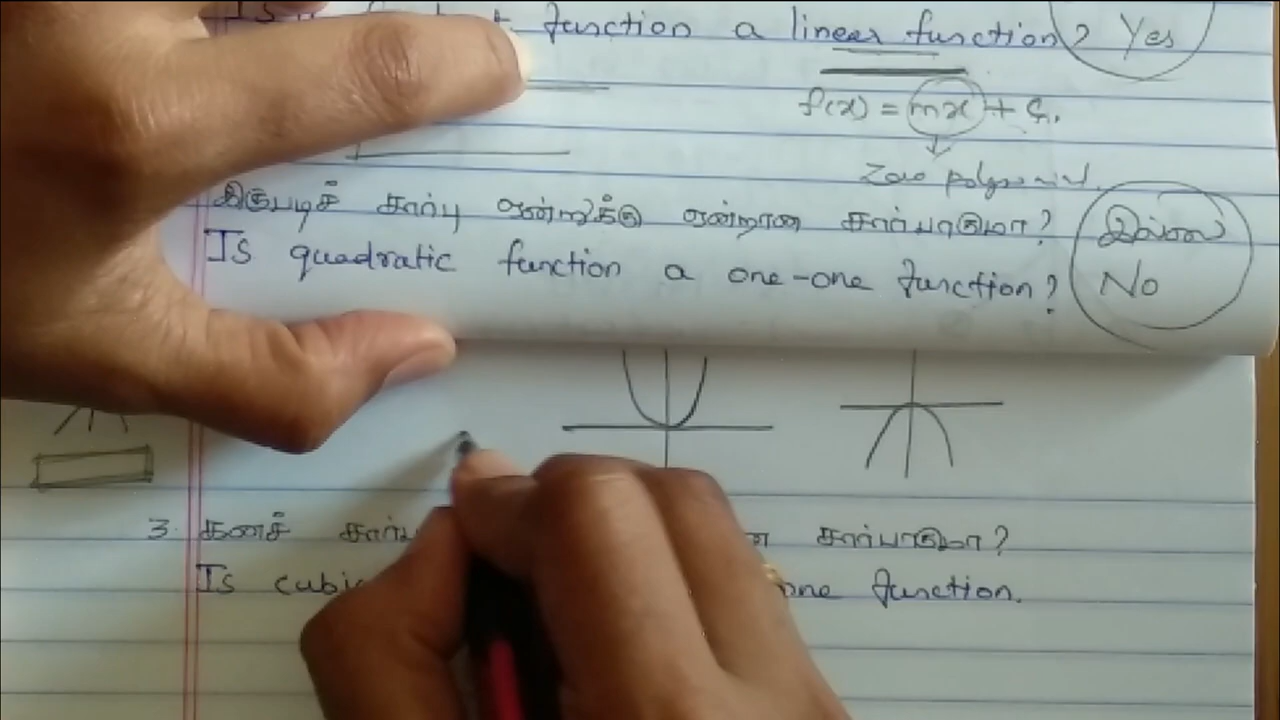 function a linear function? Yes
f(x) = mx + c.
Zero polynomial.
இருபடிச் சார்பு ஒன்றுக்கு ஒன்றான சார்பாகுமா? இல்லை
Is quadratic function a one-one function? No
3. கனச் சார்பு சார்பாகுமா?
Is cubic one function.